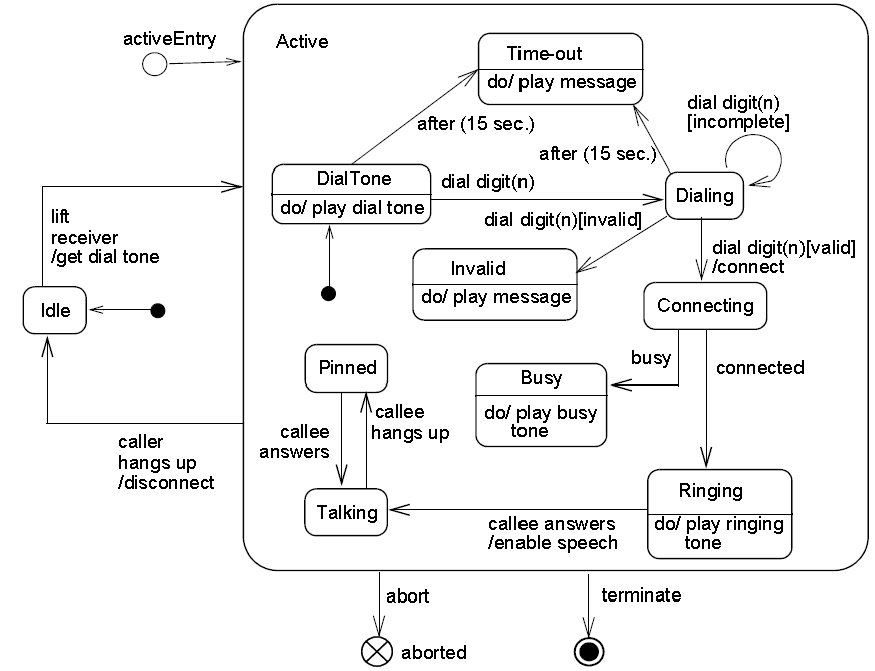 activeEntry
Active
Time-out
do/ play message
dial digit(n)
[incomplete]
after (15 sec.)
after (15 sec.)
DialTone
do/ play dial tone
dial digit(n)
Dialing
lift
receiver
/get dial tone
dial digit(n)[invalid]
dial digit(n)[valid]
/connect
Invalid
do/ play message
Idle
Connecting
busy
connected
Pinned
Busy
do/ play busy
tone
callee
hangs up
callee
answers
caller
hangs up
/disconnect
Talking
callee answers
/enable speech
Ringing
do/ play ringing
tone
abort
terminate
aborted